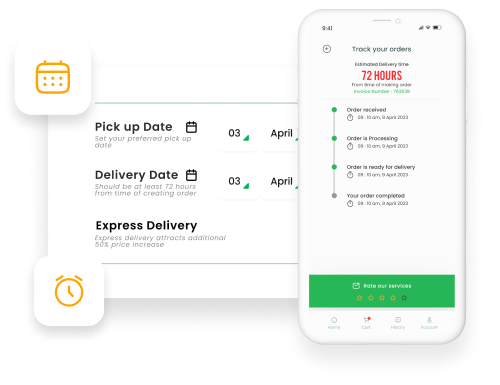 Pick up Date
Set your preferred pick up
date
03
April
Delivery Date
Should be at least 72 hours
from time of creating order
03
April
Express Delivery
Express delivery attracts additional
50% price increase
9:41
Track your orders
Estimated Delivery time
72 HOURS
From time of making order
Invoice Number : 703538
Order received
09 : 10 am, 9 April 2023
Order is Processing
09 : 10 am, 9 April 2023
Order is ready for delivery
09 : 10 am, 9 April 2023
Your order completed
09 : 10 am, 9 April 2023
Rate our services
Home
Cart
History
Account